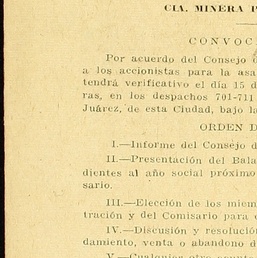 CIA. MINERA P
CONVOC
Por acuerdo del Consejo
a los accionistas para la asa
tendrá verificativo el día 15 d
ras, en los despachos 701-711
Juárez, de esta Ciudad, bajo la
ORDEN D
I.—Informe del Consejo d
II.—Presentación del Bala
dientes al año social próximo
sario.
III.—Elección de los miem
tración y del Comisario para
IV.—Discusión y resolució
damiento, venta o abandono d
V.—Cualquier otro